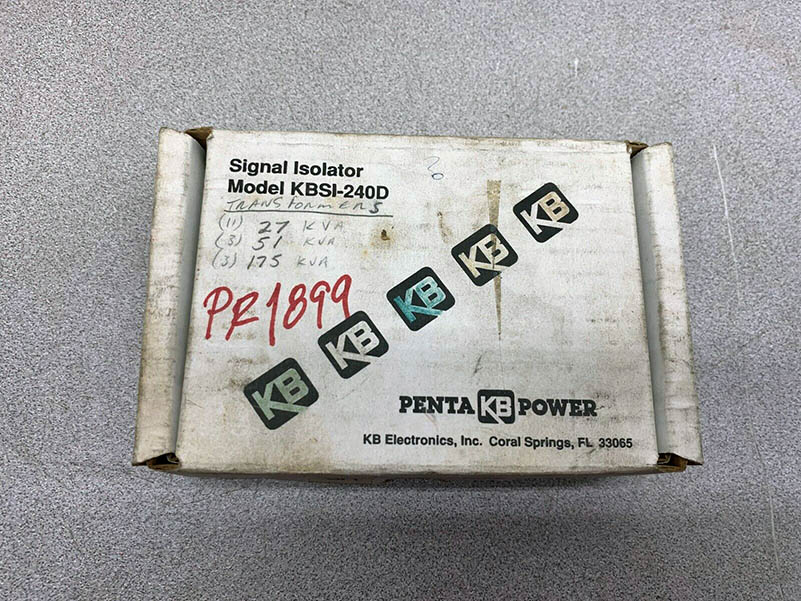 Signal Isolator
Model KBSI-240D
TRANSFORMERS
(11) 27 KVA
(3) 51 KVA
(3) 175 KVA
PR1899
KB
KB
KB
KB
KB
PENTA KB POWER
KB Electronics, Inc. Coral Springs, FL 33065